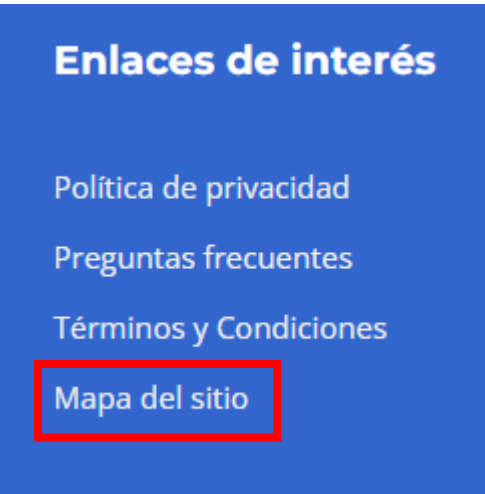 Enlaces de interés
Política de privacidad
Preguntas frecuentes
Términos y Condiciones
Mapa del sitio